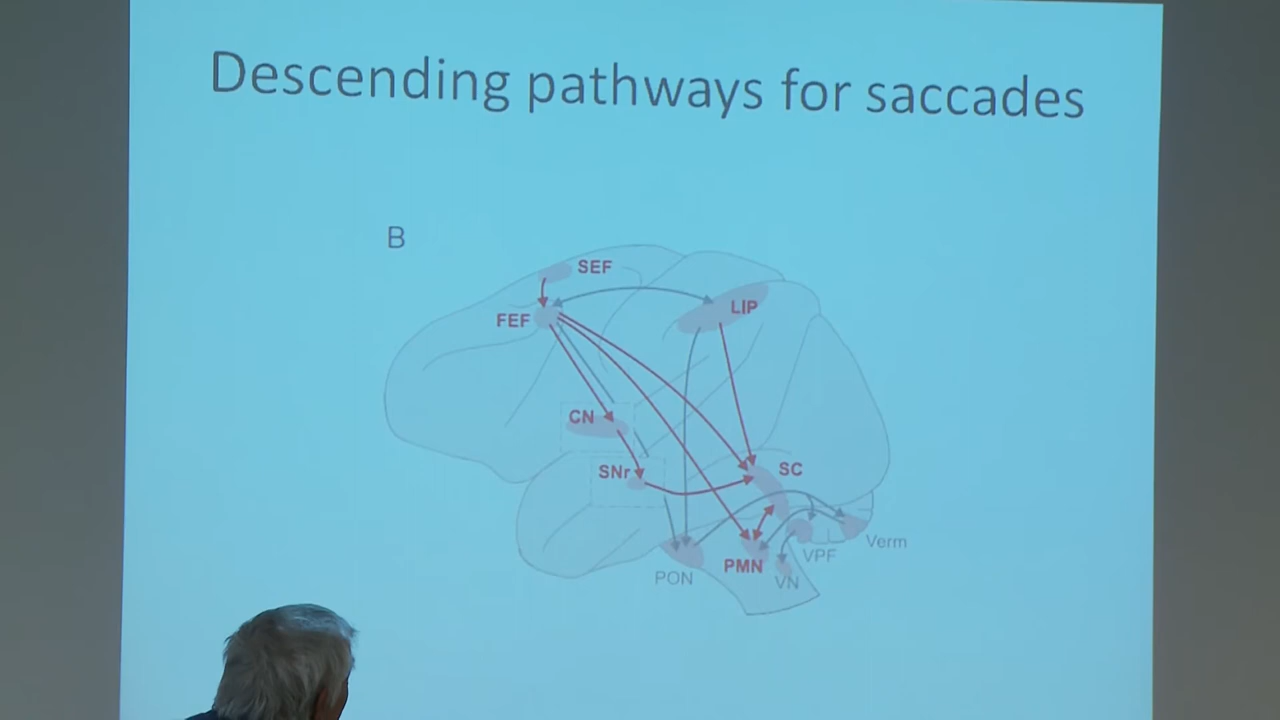 Descending pathways for saccades
B
SEF
LIP
FEF
CN
SNr
SC
Verm
VPF
PMN
PON
VN